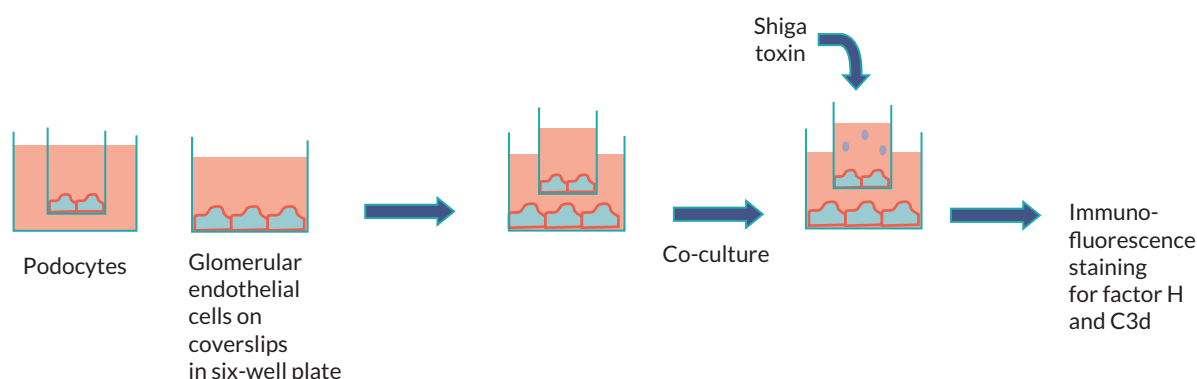 Shiga
toxin
Podocytes
Glomerular
endothelial
cells on
coverslips
in six-well plate
Co-culture
Immuno-
fluorescence
staining
for factor H
and C3d